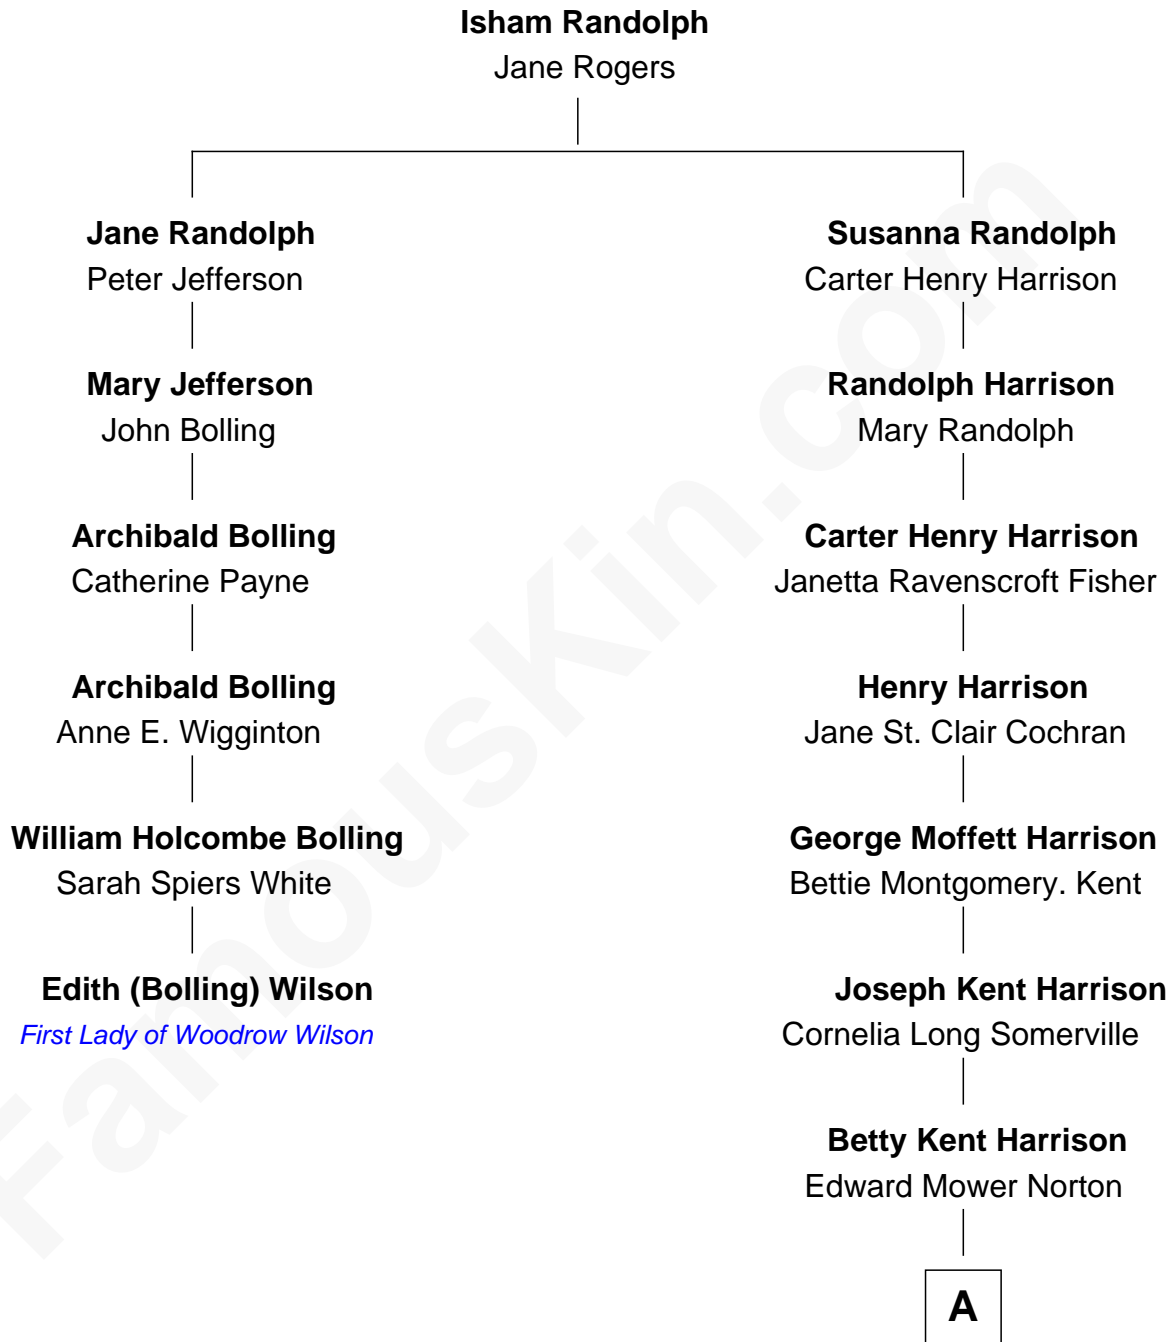 Isham Randolph
Jane Rogers
Jane Randolph
Peter Jefferson
Susanna Randolph
Carter Henry Harrison
Mary Jefferson
John Bolling
Randolph Harrison
Mary Randolph
Archibald Bolling
Catherine Payne
Carter Henry Harrison
Janetta Ravenscroft Fisher
Archibald Bolling
Anne E. Wigginton
Henry Harrison
Jane St. Clair Cochran
William Holcombe Bolling
Sarah Spiers White
George Moffett Harrison
Bettie Montgomery. Kent
Edith (Bolling) Wilson
First Lady of Woodrow Wilson
Joseph Kent Harrison
Cornelia Long Somerville
Betty Kent Harrison
Edward Mower Norton
A
FamousKin.com